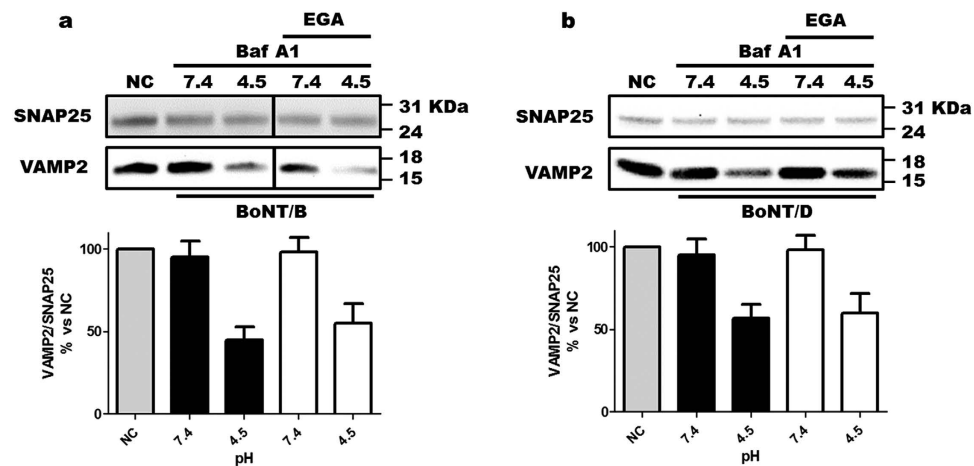 a
EGA
Baf A1
NC 7.4 4.5 7.4 4.5
SNAP25
31 KDa
24
VAMP2
18
15
BoNT/B
VAMP2/SNAP25
% vs NC
100
50
0
NC 7.4 4.5 7.4 4.5
pH
b
EGA
Baf A1
NC 7.4 4.5 7.4 4.5
SNAP25
31 KDa
24
VAMP2
18
15
BoNT/D
VAMP2/SNAP25
% vs NC
100
50
0
NC 7.4 4.5 7.4 4.5
pH